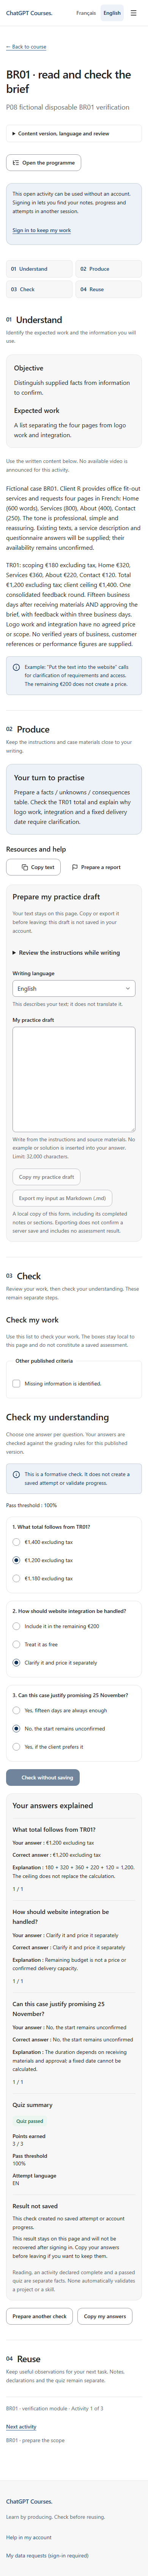 ChatGPT Courses.
Français
English
← Back to course
BR01 · read and check the
brief
P08 fictional disposable BR01 verification
Content version, language and review
Open the programme
This open activity can be used without an account.
Signing in lets you find your notes, progress and
attempts in another session.
Sign in to keep my work
01 Understand
02 Produce
03 Check
04 Reuse
01 Understand
Identify the expected work and the information you will
use.
Objective
Distinguish supplied facts from information
to confirm.
Expected work
A list separating the four pages from logo
work and integration.
Use the written content below. No available video is
announced for this activity.
Fictional case BR01. Client R provides office fit-out
services and requests four pages in French: Home
(600 words), Services (800), About (400), Contact
(250). The tone is professional, simple and
reassuring. Existing texts, a service description and
questionnaire answers will be supplied; their
availability remains unconfirmed.
TR01: scoping €180 excluding tax, Home €320,
Services €360, About €220, Contact €120. Total
€1,200 excluding tax; client ceiling €1,400. One
consolidated feedback round. Fifteen business
days after receiving materials AND approving the
brief, with feedback within three business days.
Logo work and integration have no agreed price
or scope. No verified years of business, customer
references or performance figures are supplied.
Example: "Put the text into the website" calls
for clarification of requirements and access.
The remaining €200 does not create a price.
02 Produce
Keep the instructions and case materials close to your
writing.
Your turn to practise
Prepare a facts / unknowns / consequences
table. Check the TR01 total and explain why
logo work, integration and a fixed delivery
date require clarification.
Resources and help
Copy text
Prepare a report
Prepare my practice draft
Your text stays on this page. Copy or export it
before leaving: this draft is not saved in your
account.
Review the instructions while writing
Writing language
English
This describes your text; it does not translate it.
My practice draft
Write from the instructions and source materials. No
example or solution is inserted into your answer.
Limit: 32,000 characters.
Copy my practice draft
Export my input as Markdown (.md)
A local copy of this form, including its completed
notes or sections. Exporting does not confirm a
server save and includes no assessment result.
03 Check
Review your work, then check your understanding. These
remain separate steps.
Check my work
Use this list to check your work. The boxes stay local to
this page and do not constitute a saved assessment.
Other published criteria
Missing information is identified.
Check my understanding
Choose one answer per question. Your answers are
checked against the grading rules for this published
version.
This is a formative check. It does not create a
saved attempt or validate progress.
Pass threshold : 100%
1. What total follows from TR01?
€1,400 excluding tax
€1,200 excluding tax
€1,180 excluding tax
2. How should website integration be handled?
Include it in the remaining €200
Treat it as free
Clarify it and price it separately
3. Can this case justify promising 25 November?
Yes, fifteen days are always enough
No, the start remains unconfirmed
Yes, if the client prefers it
Check without saving
Your answers explained
What total follows from TR01?
Your answer : €1,200 excluding tax
Correct answer : €1,200 excluding tax
Explanation : 180 + 320 + 360 + 220 + 120 = 1,200.
The ceiling does not replace the calculation.
1 / 1
How should website integration be
handled?
Your answer : Clarify it and price it separately
Correct answer : Clarify it and price it separately
Explanation : Remaining budget is not a price or
confirmed delivery capacity.
1 / 1
Can this case justify promising 25
November?
Your answer : No, the start remains unconfirmed
Correct answer : No, the start remains unconfirmed
Explanation : The duration depends on receiving
materials and approval; a fixed date cannot be
calculated.
1 / 1
Quiz summary
Quiz passed
Points earned
3 / 3
Pass threshold
100%
Attempt language
EN
Result not saved
This check created no saved attempt or account
progress.
This result stays on this page and will not be
recovered after signing in. Copy your answers
before leaving if you want to keep them.
Reading, an activity declared complete and a passed
quiz are separate facts. None automatically validates
a project or a skill.
Prepare another check
Copy my answers
04 Reuse
Keep useful observations for your next task. Notes,
declarations and the quiz remain separate.
BR01 · verification module · Activity 1 of 3
Next activity
BR01 · prepare the scope
ChatGPT Courses.
Learn by producing. Check before reusing.
Help in my account
My data requests (sign-in required)